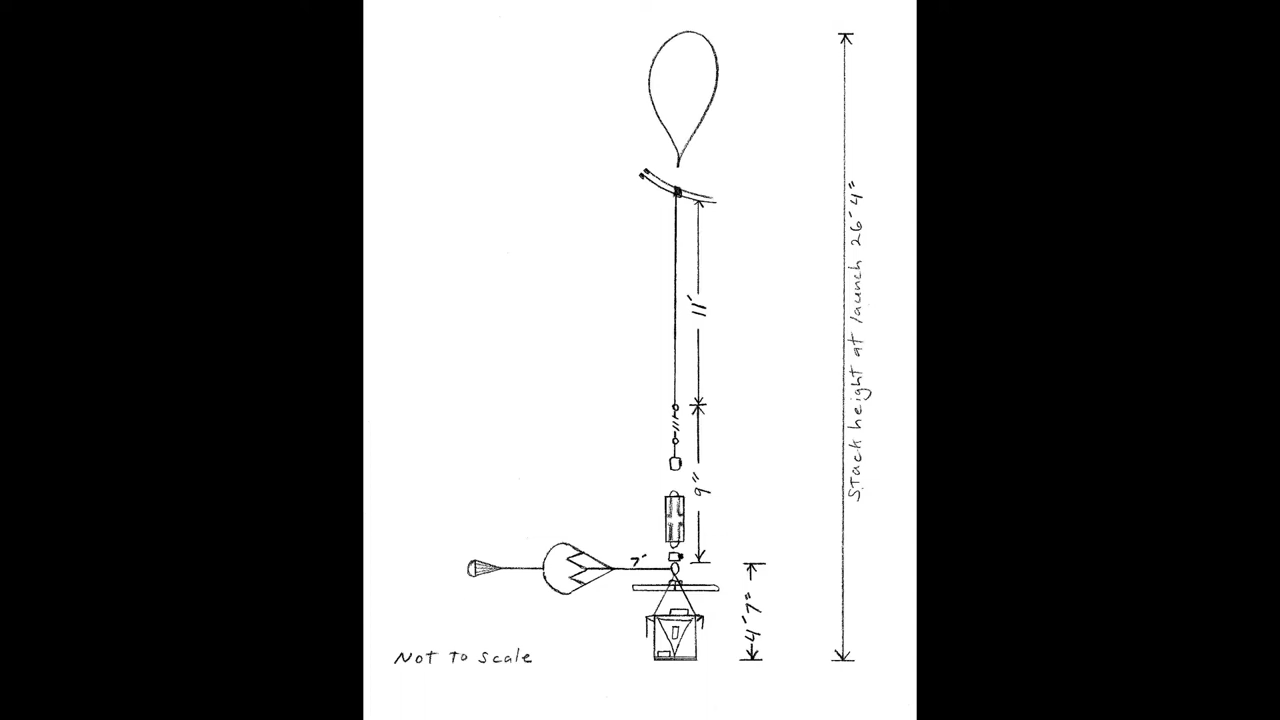 11'
9"
7'
4' 7"
Stack height at launch 26' 4"
Not to scale